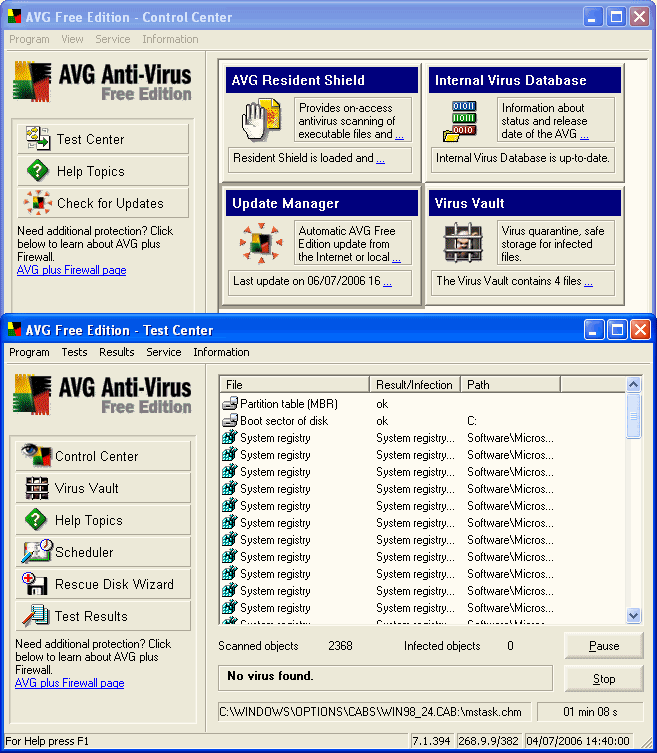 AVG Free Edition - Control Center
Program View Service Information
AVG Anti-Virus
Free Edition
Test Center
Help Topics
Check for Updates
Need additional protection? Click
below to learn about AVG plus
Firewall.
AVG plus Firewall page
AVG Resident Shield
Provides on-access
antivirus scanning of
executable files and ...
Resident Shield is loaded and ...
Internal Virus Database
01011
01011
0010
Information about
status and release
date of the AVG ...
Internal Virus Database is up-to-date.
Update Manager
Automatic AVG Free
Edition update from
the Internet or local ...
Last update on 06/07/2006 16 ...
Virus Vault
Virus quarantine, safe
storage for infected
files.
The Virus Vault contains 4 files ...
AVG Free Edition - Test Center
Program Tests Results Service Information
AVG Anti-Virus
Free Edition
Control Center
Virus Vault
Help Topics
Scheduler
Rescue Disk Wizard
Test Results
Need additional protection? Click
below to learn about AVG plus
Firewall.
AVG plus Firewall page
File Result/Infection Path
Partition table (MBR) ok
Boot sector of disk ok C:
System registry System registry... Software\Micros...
System registry System registry... Software\Micros...
System registry System registry... Software\Micros...
System registry System registry... Software\Micros...
System registry System registry... Software\Micros...
System registry System registry... Software\Micros...
System registry System registry... Software\Micros...
System registry System registry... Software\Micros...
System registry System registry... Software\Micros...
System registry System registry... Software\Micros...
System registry System registry... Software\Micros...
System registry System registry... Software\Micros...
Scanned objects 2368 Infected objects 0
Pause
No virus found.
Stop
C:\WINDOWS\OPTIONS\CABS\WIN98_24.CAB:\mstask.chm 01 min 08 s
For Help press F1 7.1.394 268.9.9/382 04/07/2006 14:40:00